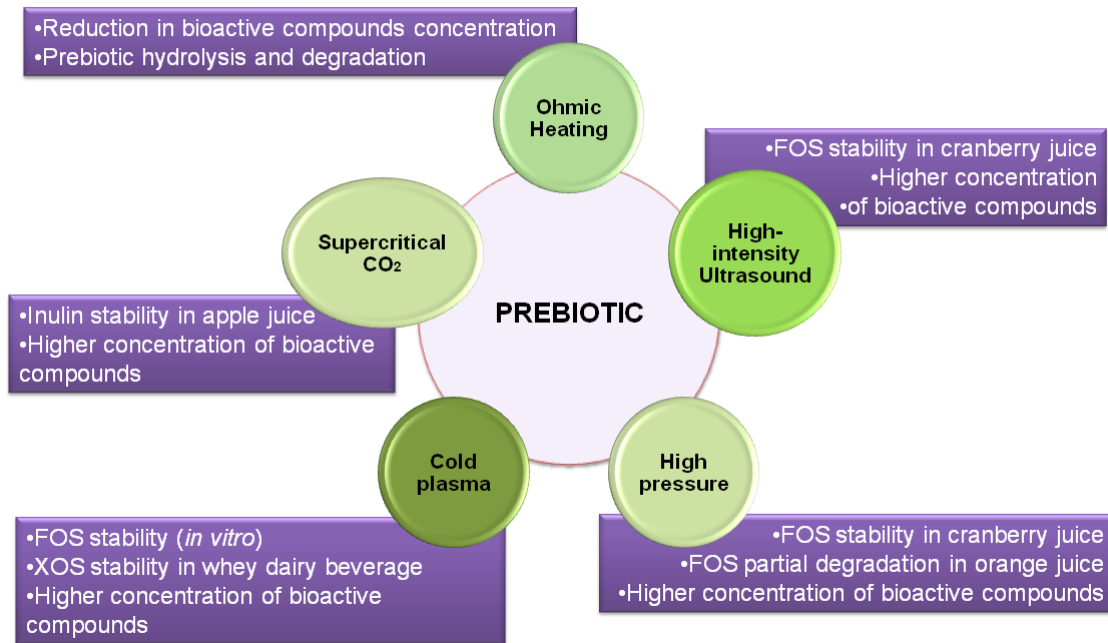 •Reduction in bioactive compounds concentration
•Prebiotic hydrolysis and degradation
Ohmic
Heating
•FOS stability in cranberry juice
•Higher concentration
•of bioactive compounds
High-
intensity
Ultrasound
Supercritical
CO₂
PREBIOTIC
•Inulin stability in apple juice
•Higher concentration of bioactive
compounds
Cold
plasma
High
pressure
•FOS stability (in vitro)
•XOS stability in whey dairy beverage
•Higher concentration of bioactive
compounds
•FOS stability in cranberry juice
•FOS partial degradation in orange juice
•Higher concentration of bioactive compounds